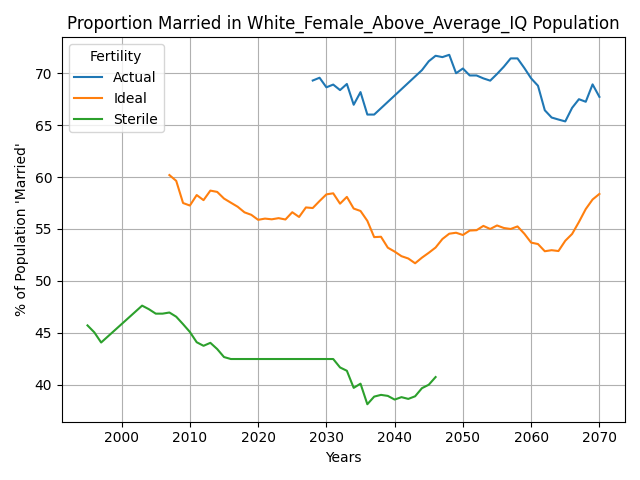 Proportion Married in White_Female_Above_Average_IQ Population
Fertility
Actual
Ideal
Sterile
% of Population 'Married'
70
65
60
55
50
45
40
2000 2010 2020 2030 2040 2050 2060 2070
Years